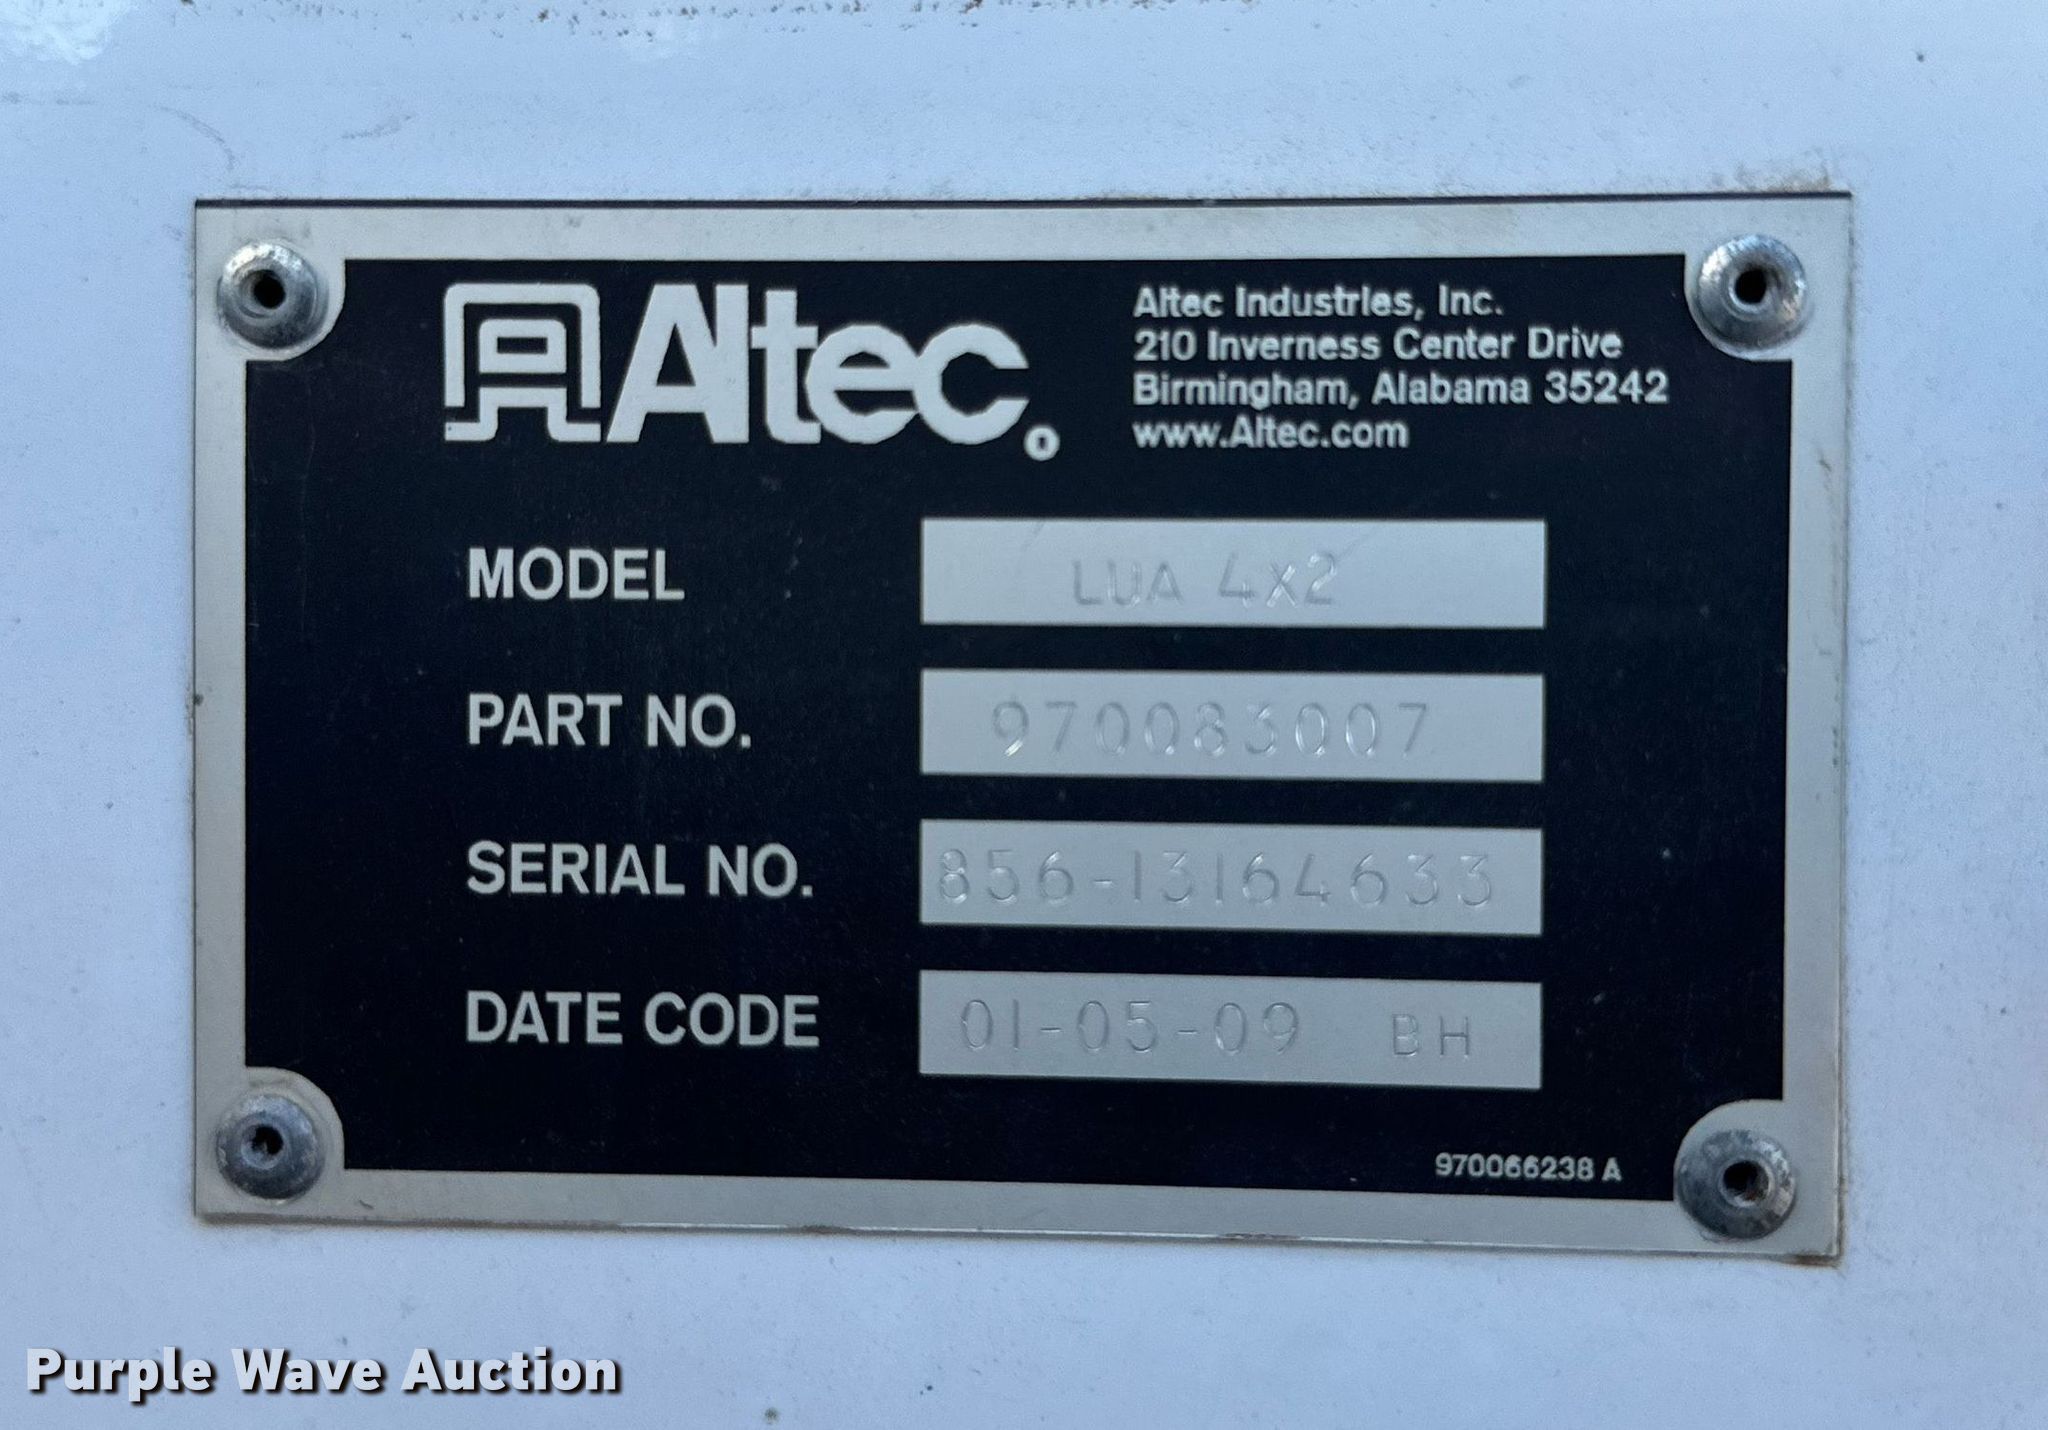 Altec®
Altec Industries, Inc.
210 Inverness Center Drive
Birmingham, Alabama 35242
www.Altec.com
MODEL LUA 4x2
PART NO. 970083007
SERIAL NO. 856-13164633
DATE CODE 01-05-09 BH
970066238 A
Purple Wave Auction